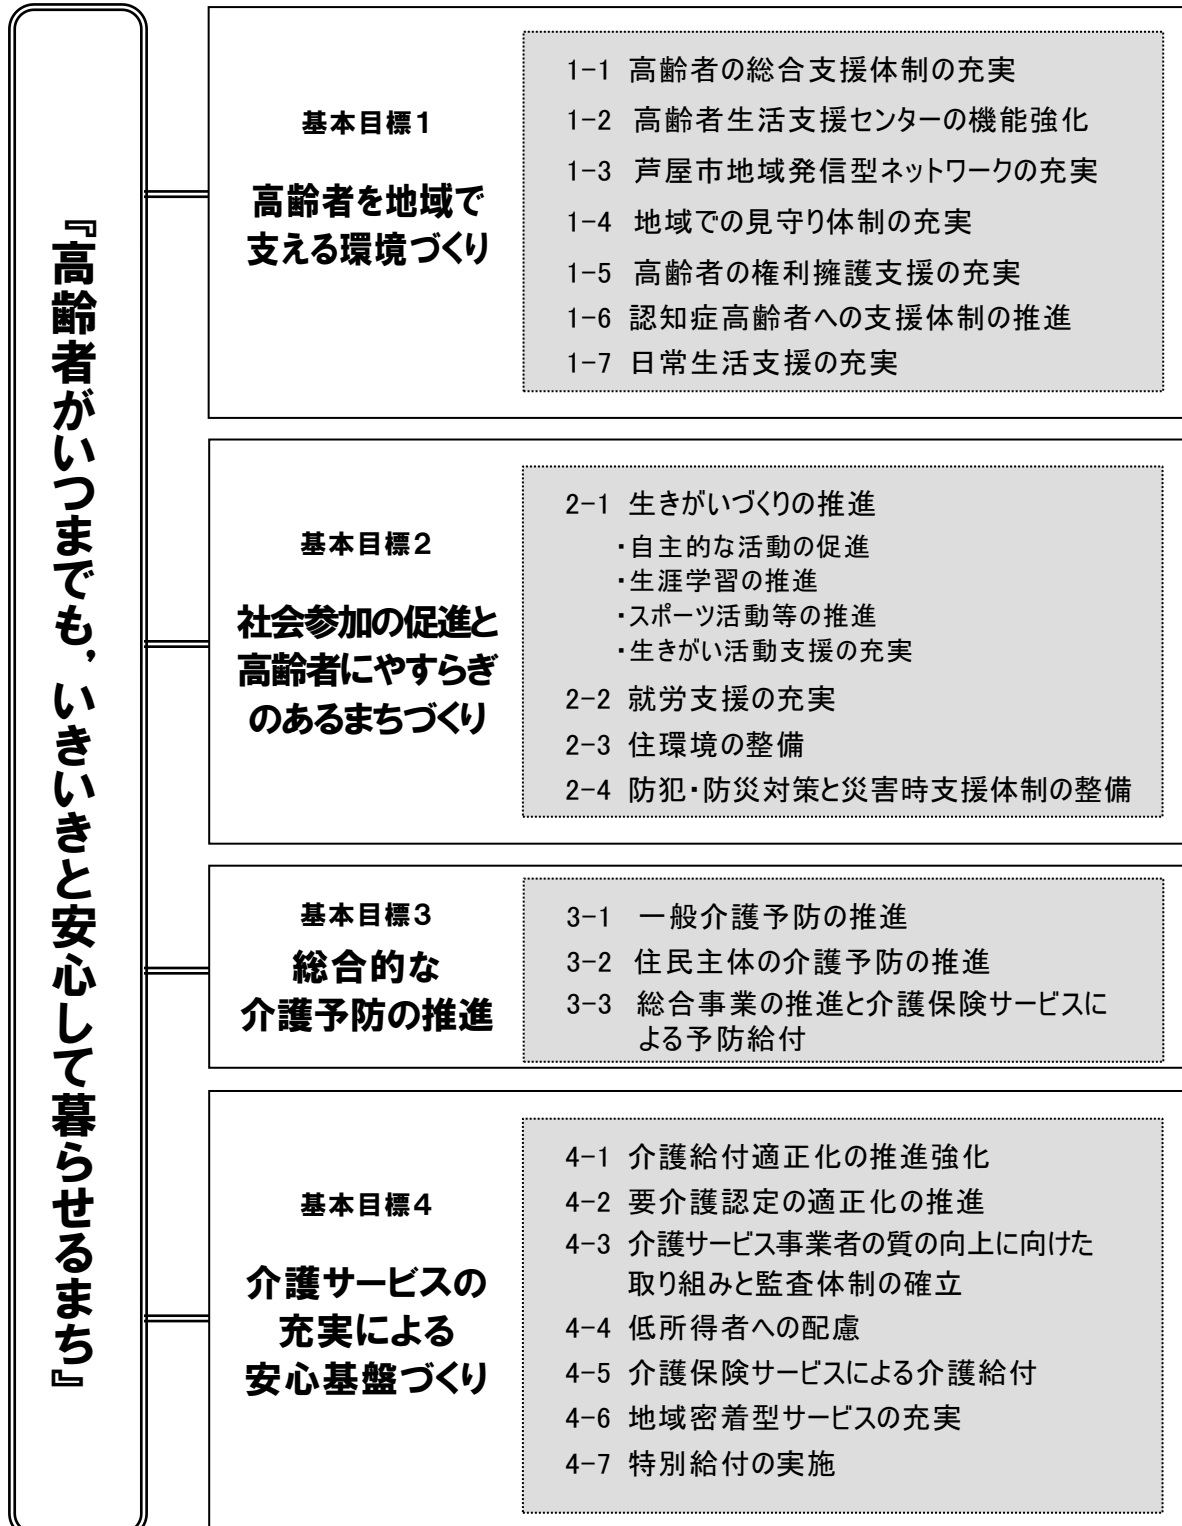 『高齢者がいつまでも，いきいきと安心して暮らせるまち』
基本目標１
高齢者を地域で
支える環境づくり
1-1 高齢者の総合支援体制の充実
1-2 高齢者生活支援センターの機能強化
1-3 芦屋市地域発信型ネットワークの充実
1-4 地域での見守り体制の充実
1-5 高齢者の権利擁護支援の充実
1-6 認知症高齢者への支援体制の推進
1-7 日常生活支援の充実
基本目標２
社会参加の促進と
高齢者にやすらぎ
のあるまちづくり
2-1 生きがいづくりの推進
・自主的な活動の促進
・生涯学習の推進
・スポーツ活動等の推進
・生きがい活動支援の充実
2-2 就労支援の充実
2-3 住環境の整備
2-4 防犯・防災対策と災害時支援体制の整備
基本目標３
総合的な
介護予防の推進
3-1 一般介護予防の推進
3-2 住民主体の介護予防の推進
3-3 総合事業の推進と介護保険サービスに
よる予防給付
基本目標４
介護サービスの
充実による
安心基盤づくり
4-1 介護給付適正化の推進強化
4-2 要介護認定の適正化の推進
4-3 介護サービス事業者の質の向上に向けた
取り組みと監査体制の確立
4-4 低所得者への配慮
4-5 介護保険サービスによる介護給付
4-6 地域密着型サービスの充実
4-7 特別給付の実施